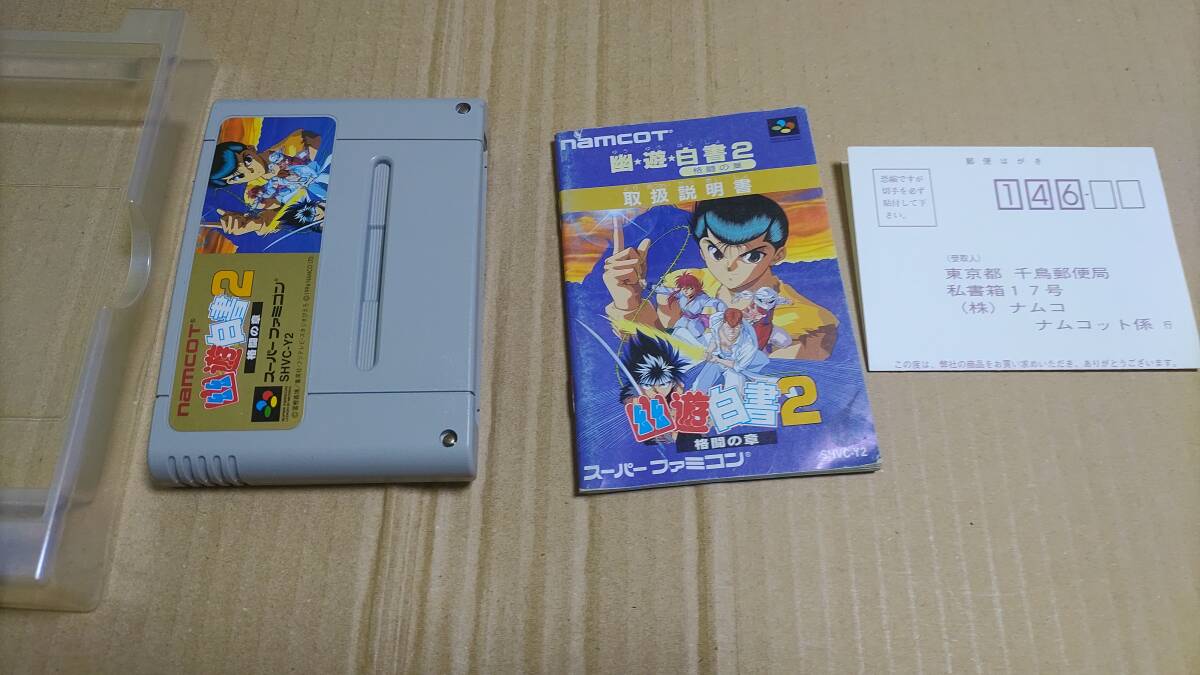 namcot
幽遊白書2
格闘の章
スーパーファミコン
SHVC-Y2
namcot
幽★遊★白書2
格闘の章
取扱説明書
幽遊白書2
格闘の章
スーパーファミコン
SHVC-Y2
郵便はがき
恐縮ですが
切手を必ず
貼付して下
さい。
146-
(受取人)
東京都 千鳥郵便局
私書箱17号
(株)ナムコ
ナムコット係 行
この度は、弊社の商品をお買い求めいただき、ありがとうございます。